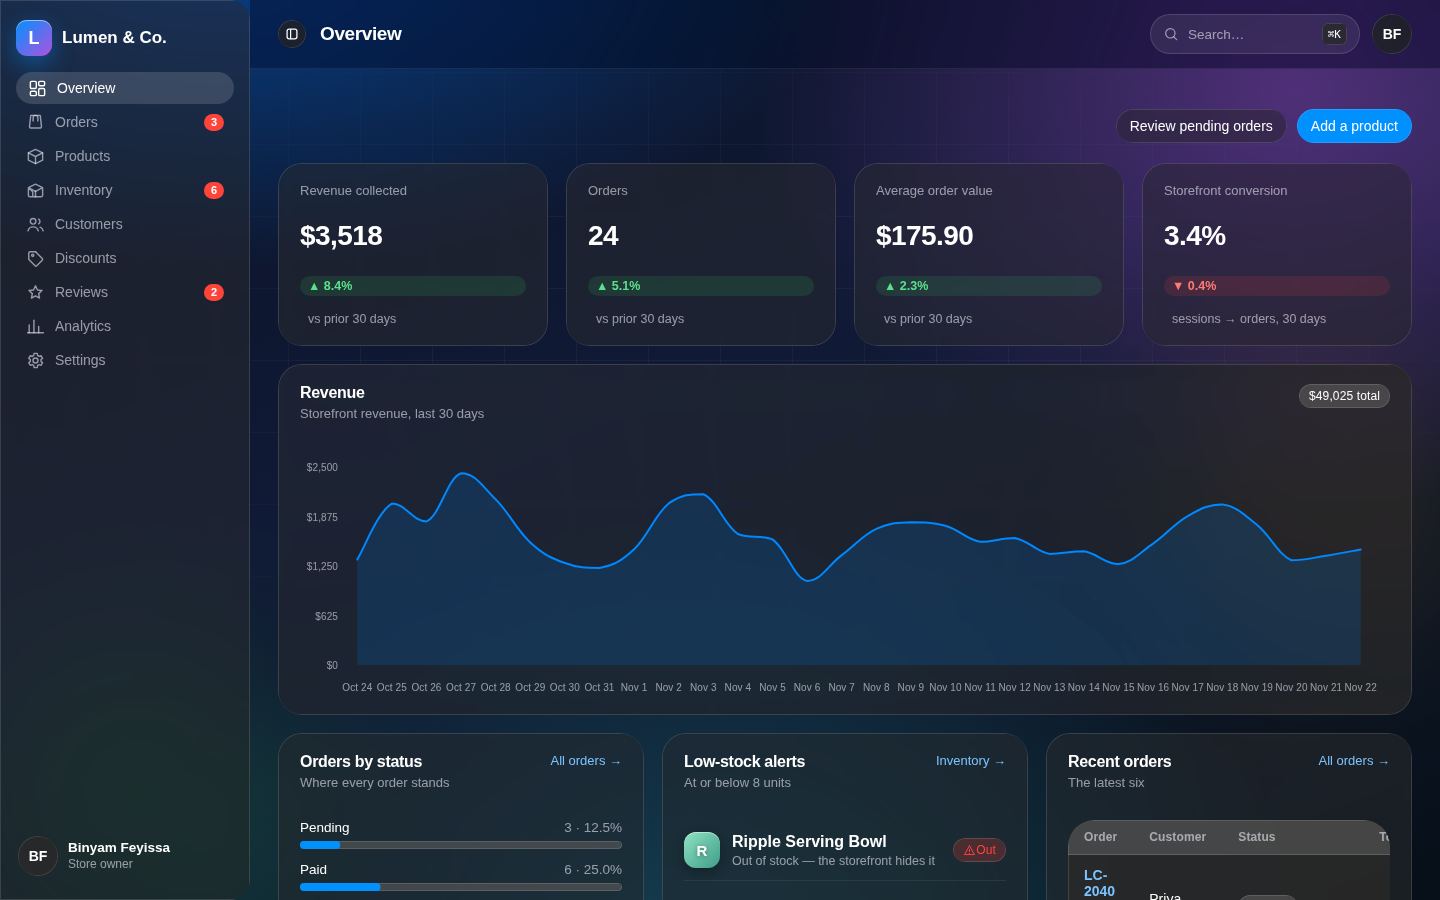 L Lumen & Co.
Overview
Orders 3
Products
Inventory 6
Customers
Discounts
Reviews 2
Analytics
Settings
BF Binyam Feyissa
Store owner
Overview
Search… ⌘K BF
Review pending orders Add a product
Revenue collected
$3,518
▲ 8.4%
vs prior 30 days
Orders
24
▲ 5.1%
vs prior 30 days
Average order value
$175.90
▲ 2.3%
vs prior 30 days
Storefront conversion
3.4%
▼ 0.4%
sessions → orders, 30 days
Revenue
Storefront revenue, last 30 days
$49,025 total
$2,500
$1,875
$1,250
$625
$0
Oct 24 Oct 25 Oct 26 Oct 27 Oct 28 Oct 29 Oct 30 Oct 31 Nov 1 Nov 2 Nov 3 Nov 4 Nov 5 Nov 6 Nov 7 Nov 8 Nov 9 Nov 10 Nov 11 Nov 12 Nov 13 Nov 14 Nov 15 Nov 16 Nov 17 Nov 18 Nov 19 Nov 20 Nov 21 Nov 22
Orders by status All orders →
Where every order stands
Pending 3 · 12.5%
Paid 6 · 25.0%
Low-stock alerts Inventory →
At or below 8 units
R Ripple Serving Bowl
Out of stock — the storefront hides it
Out
Recent orders All orders →
The latest six
Order Customer Status
LC-
2040
Priya